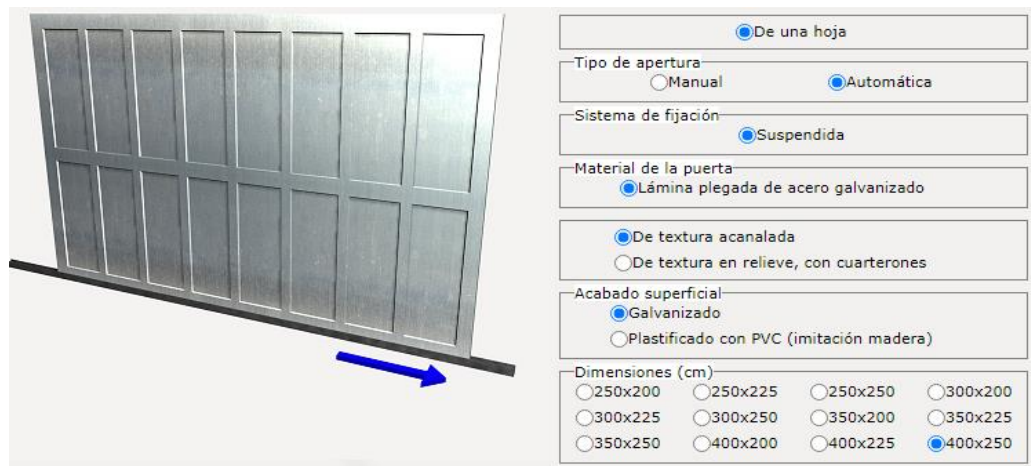 De una hoja
Tipo de apertura
Manual Automática
Sistema de fijación
Suspendida
Material de la puerta
Lámina plegada de acero galvanizado
De textura acanalada
De textura en relieve, con cuarterones
Acabado superficial
Galvanizado
Plastificado con PVC (imitación madera)
Dimensiones (cm)
250x200 250x225 250x250 300x200
300x225 300x250 350x200 350x225
350x250 400x200 400x225 400x250